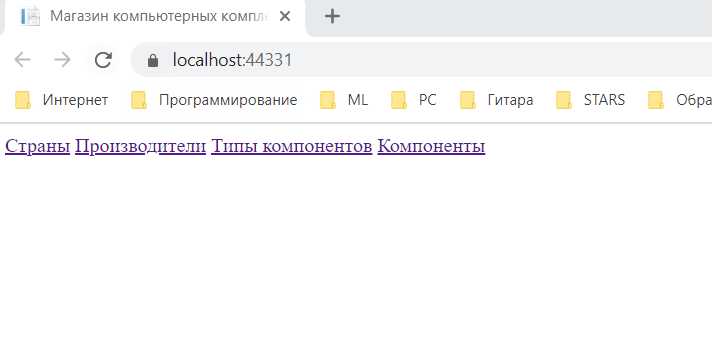 Магазин компьютерных компле
localhost:44331
Интернет Программирование ML PC Гитара STARS Обра
Страны Производители Типы компонентов Компоненты